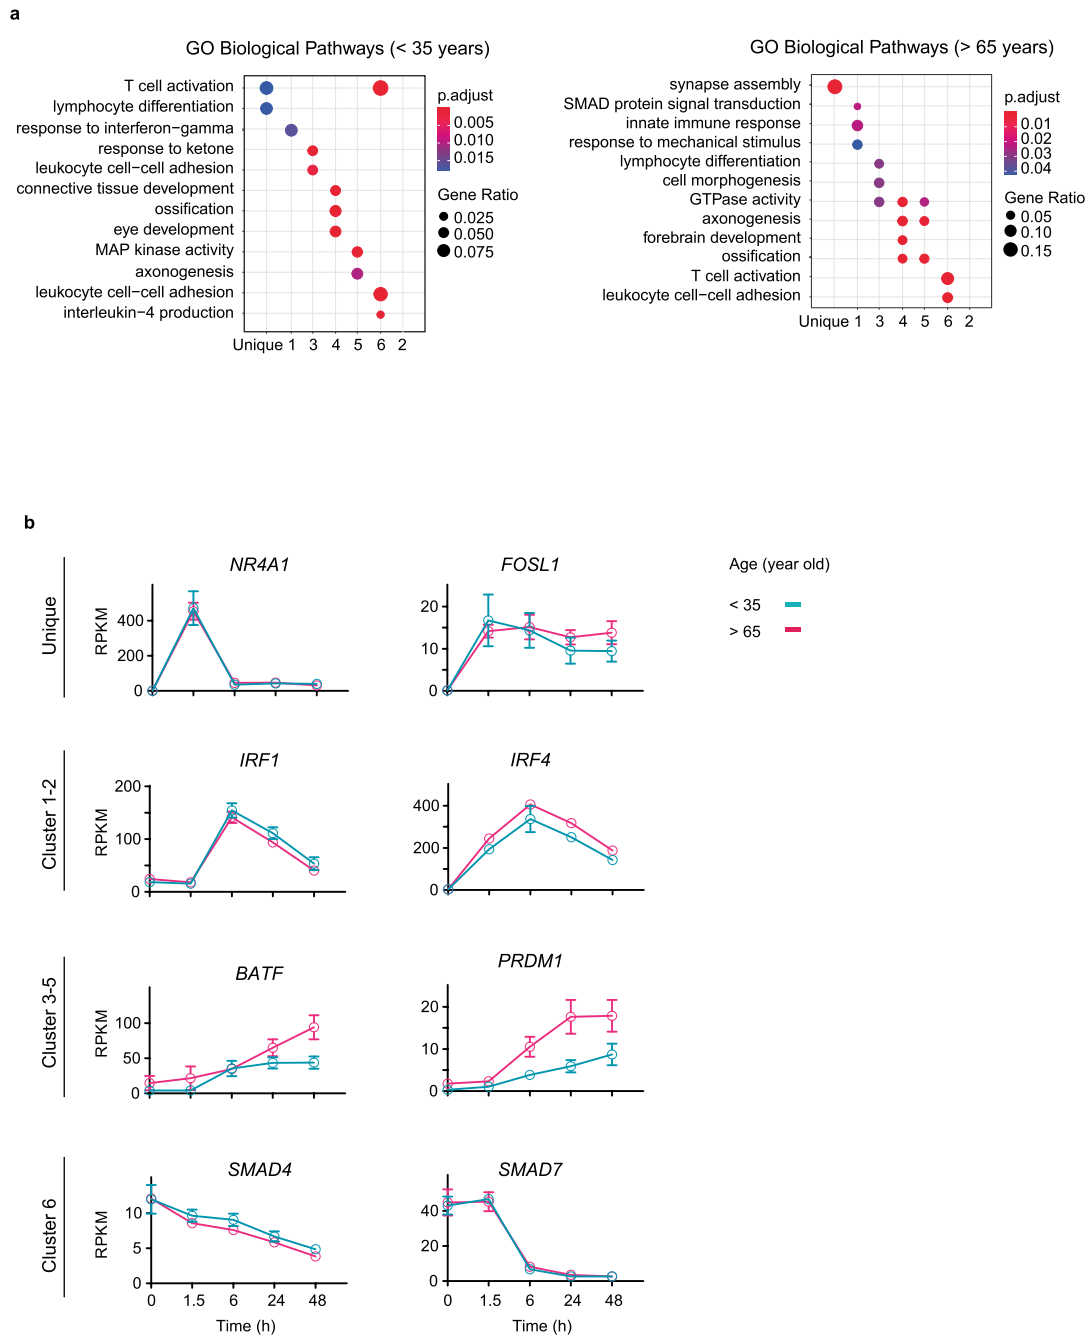 a
GO Biological Pathways (< 35 years)
T cell activation
lymphocyte differentiation
response to interferon−gamma
response to ketone
leukocyte cell−cell adhesion
connective tissue development
ossification
eye development
MAP kinase activity
axonogenesis
leukocyte cell−cell adhesion
interleukin−4 production
Unique 1 3 4 5 6 2
p.adjust
0.005
0.010
0.015
Gene Ratio
0.025
0.050
0.075
GO Biological Pathways (> 65 years)
synapse assembly
SMAD protein signal transduction
innate immune response
response to mechanical stimulus
lymphocyte differentiation
cell morphogenesis
GTPase activity
axonogenesis
forebrain development
ossification
T cell activation
leukocyte cell−cell adhesion
Unique 1 3 4 5 6 2
p.adjust
0.01
0.02
0.03
0.04
Gene Ratio
0.05
0.10
0.15
b
Unique
NR4A1
RPKM
400
200
0
FOSL1
20
10
0
Age (year old)
< 35
> 65
Cluster 1-2
IRF1
RPKM
200
100
0
IRF4
400
200
0
Cluster 3-5
BATF
RPKM
100
50
0
PRDM1
20
10
0
Cluster 6
SMAD4
RPKM
10
5
0
0 1.5 6 24 48
Time (h)
SMAD7
40
20
0
0 1.5 6 24 48
Time (h)